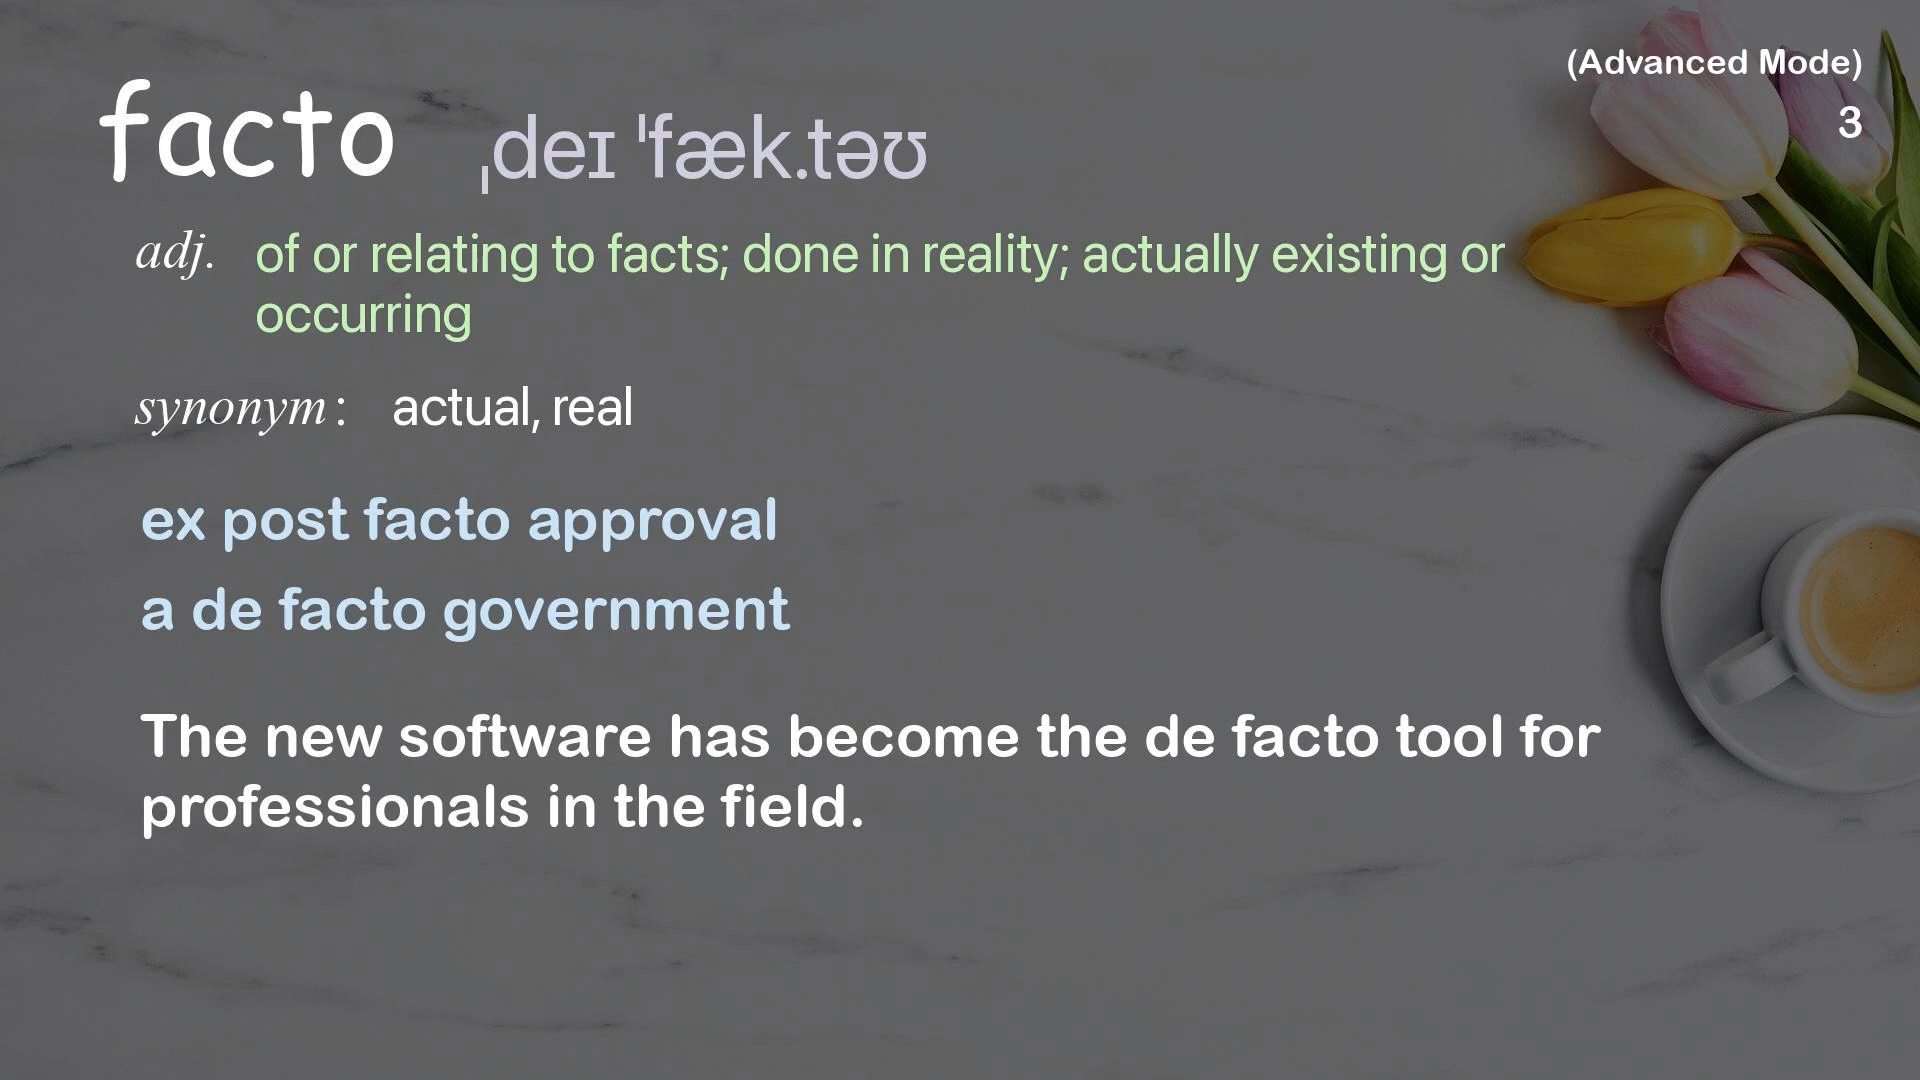 (Advanced Mode)
3
facto ˌdeɪ ˈfæk.təʊ
adj. of or relating to facts; done in reality; actually existing or
occurring
synonym: actual, real
ex post facto approval
a de facto government
The new software has become the de facto tool for
professionals in the field.